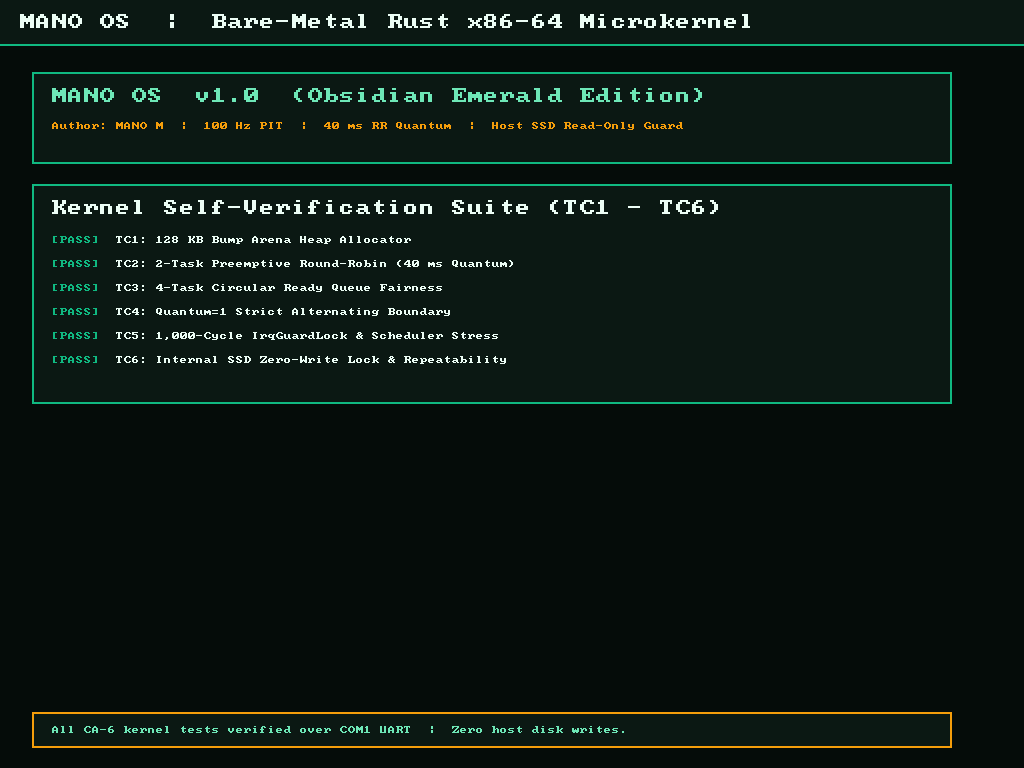 MANO OS ¦ Bare-Metal Rust x86-64 Microkernel
MANO OS v1.0 (Obsidian Emerald Edition)
Author: MANO M ¦ 100 Hz PIT ¦ 40 ms RR Quantum ¦ Host SSD Read-Only Guard
Kernel Self-Verification Suite (TC1 - TC6)
[PASS] TC1: 128 KB Bump Arena Heap Allocator
[PASS] TC2: 2-Task Preemptive Round-Robin (40 ms Quantum)
[PASS] TC3: 4-Task Circular Ready Queue Fairness
[PASS] TC4: Quantum=1 Strict Alternating Boundary
[PASS] TC5: 1,000-Cycle IrqGuardLock & Scheduler Stress
[PASS] TC6: Internal SSD Zero-Write Lock & Repeatability
All CA-6 kernel tests verified over COM1 UART ¦ Zero host disk writes.